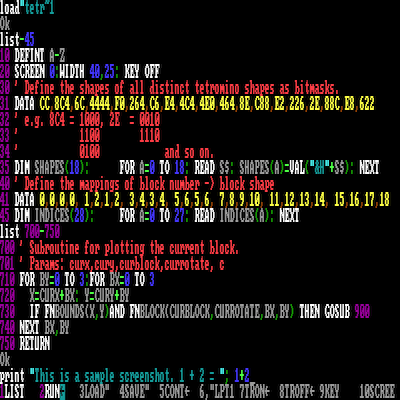 load"tetr~1
Ok
list-45
10 DEFINT A-Z
20 SCREEN 0:WIDTH 40,25: KEY OFF
30 ' Define the shapes of all distinct tetromino shapes as bitmasks.
31 DATA CC,8C4,6C,4444,F0,264,C6,E4,4C4,4E0,464,8E,C88,E2,226,2E,88C,E8,622
32 ' e.g. 8C4 = 1000, 2E = 0010
33 ' 1100 1110
34 ' 0100 and so on.
35 DIM SHAPES(18): FOR A=0 TO 18: READ S$: SHAPES(A)=VAL("&H"+S$): NEXT
40 ' Define the mappings of block number -> block shape
41 DATA 0,0,0,0, 1,2,1,2, 3,4,3,4, 5,6,5,6, 7,8,9,10, 11,12,13,14, 15,16,17,18
45 DIM INDICES(28): FOR A=0 TO 27: READ INDICES(A): NEXT
list 700-750
700 ' Subroutine for plotting the current block.
701 ' Params: curx,cury,curblock,currotate, c
710 FOR BY=0 TO 3:FOR BX=0 TO 3
720 X=CURX+BX: Y=CURY+BY
730 IF FNBOUNDS(X,Y)AND FNBLOCK(CURBLOCK,CURROTATE,BX,BY) THEN GOSUB 900
740 NEXT BX,BY
750 RETURN
Ok
print "This is a sample screenshot. 1 + 2 = "; 1+2
1LIST 2RUN← 3LOAD" 4SAVE" 5CONT← 6,"LPT1 7TRON← 8TROFF← 9KEY 10SCREE